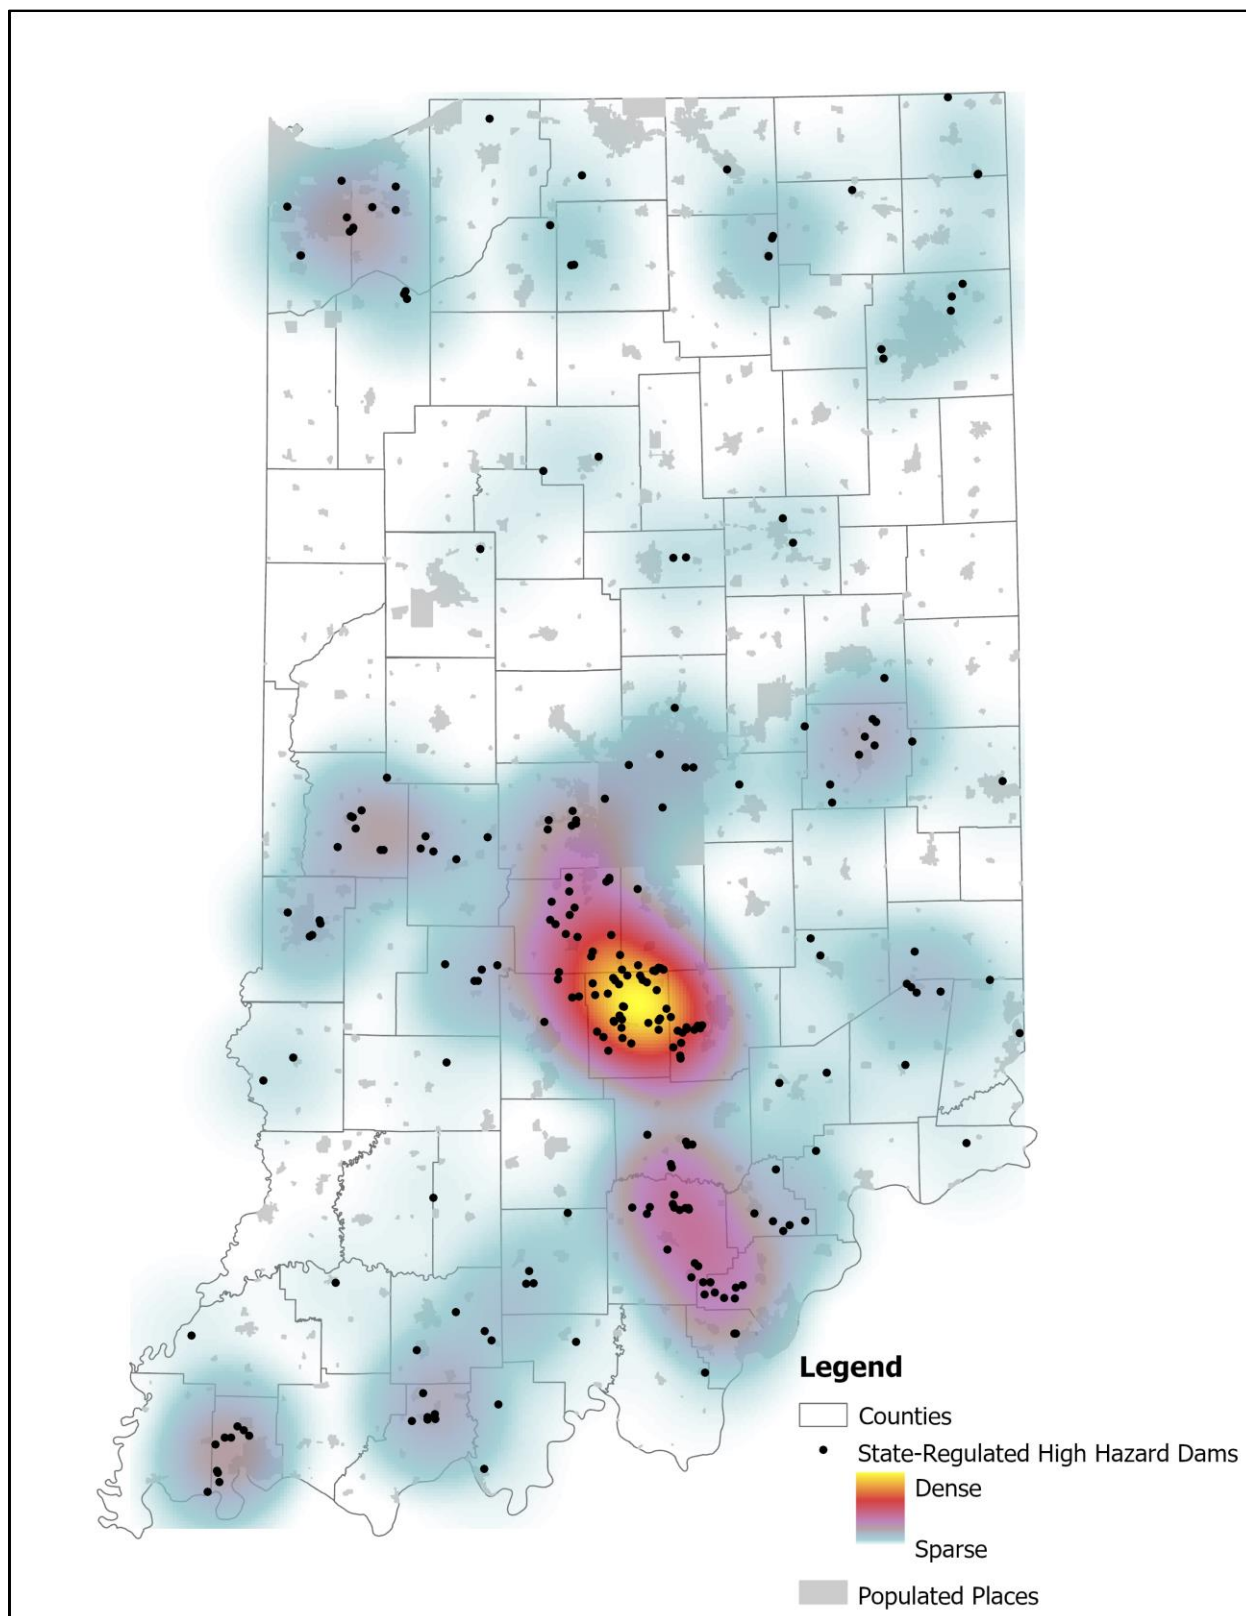 Legend
Counties
State-Regulated High Hazard Dams
Dense
Sparse
Populated Places